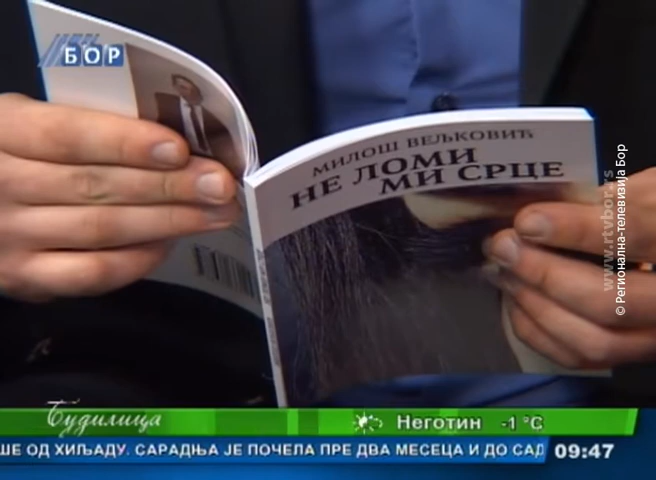 БОР
МИЛОШ ВЕЉКОВИЋ
НЕ ЛОМИ
МИ СРЦЕ
www.rtvbor.rs
© Регионална-телевизија Бор
Будилица
Неготин -1 °C
ШЕ ОД ХИЉАДУ. САРАДЊА ЈЕ ПОЧЕЛА ПРЕ ДВА МЕСЕЦА И ДО САД
09:47